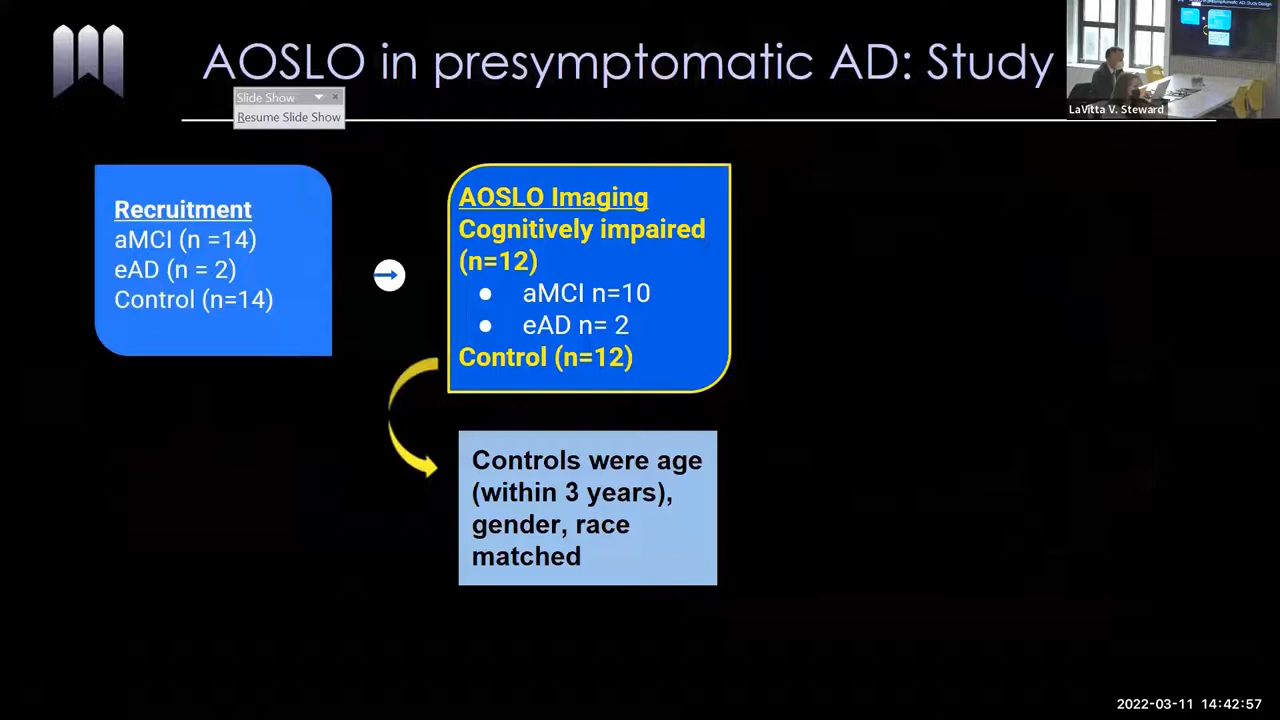 AOSLO in presymptomatic AD: Study
Slide Show
Resume Slide Show
LaVitta V. Steward
Recruitment
aMCI (n =14)
eAD (n = 2)
Control (n=14)
AOSLO Imaging
Cognitively impaired
(n=12)
● aMCI n=10
● eAD n= 2
Control (n=12)
Controls were age
(within 3 years),
gender, race
matched
2022-03-11 14:42:57